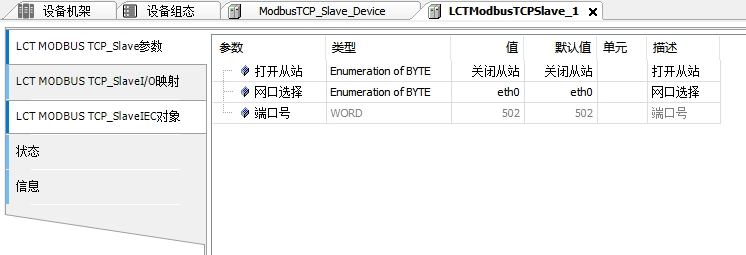 设备机架 设备组态 ModbusTCP_Slave_Device LCTModbusTCPSlave_1
LCT MODBUS TCP_Slave参数
LCT MODBUS TCP_SlaveI/O映射
LCT MODBUS TCP_SlaveIEC对象
状态
信息
参数 类型 值 默认值 单元 描述
打开从站 Enumeration of BYTE 关闭从站 关闭从站 打开从站
网口选择 Enumeration of BYTE eth0 eth0 网口选择
端口号 WORD 502 502 端口号